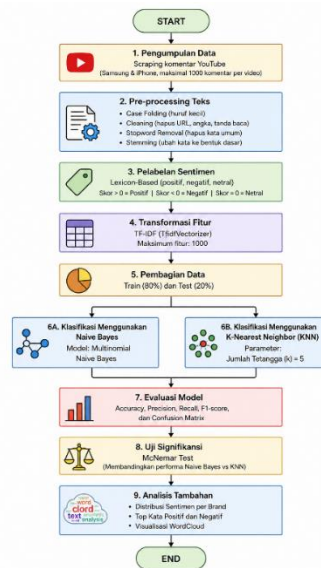 START
1. Pengumpulan Data
Scraping komentar YouTube
(Samsung & iPhone, maksimal 1000 komentar per video)
2. Pre-processing Teks
• Case Folding (huruf kecil)
• Cleaning (hapus URL, angka, tanda baca)
• Stopword Removal (hapus kata umum)
• Stemming (ubah kata ke bentuk dasar)
3. Pelabelan Sentimen
Lexicon-Based (positif, negatif, netral)
Skor > 0 = Positif | Skor < 0 = Negatif | Skor = 0 = Netral
4. Transformasi Fitur
TF-IDF (TfidfVectorizer)
Maksimum fitur: 1000
5. Pembagian Data
Train (80%) dan Test (20%)
6A. Klasifikasi Menggunakan
Naive Bayes
Model: Multinomial
Naive Bayes
6B. Klasifikasi Menggunakan
K-Nearest Neighbor (KNN)
Parameter:
Jumlah Tetangga (k) = 5
7. Evaluasi Model
Accuracy, Precision, Recall, F1-score,
dan Confusion Matrix
8. Uji Signifikansi
McNemar Test
(Membandingkan performa Naive Bayes vs KNN)
9. Analisis Tambahan
• Distribusi Sentimen per Brand
• Top Kata Positif dan Negatif
• Visualisasi WordCloud
word
text
analysis
END